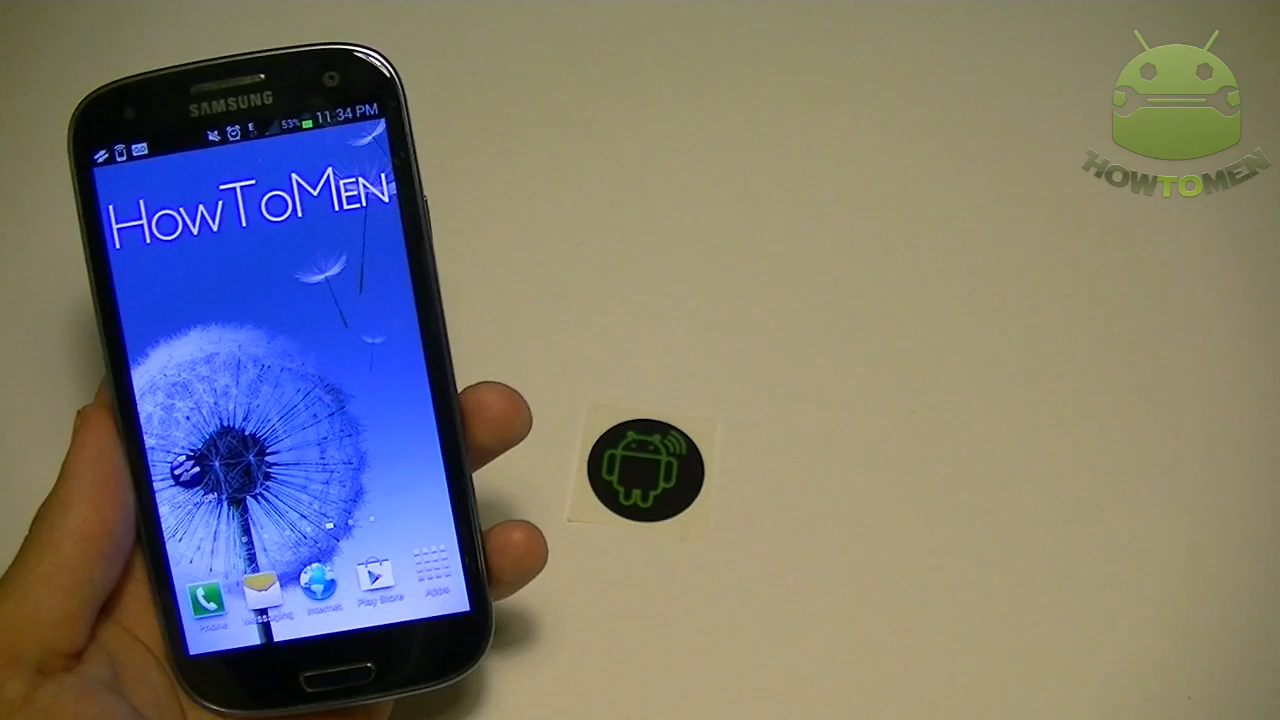 SAMSUNG
53% 11:34 PM
HowToMen
Phone
Messaging
Internet
Play Store
Apps
HOWTOMEN